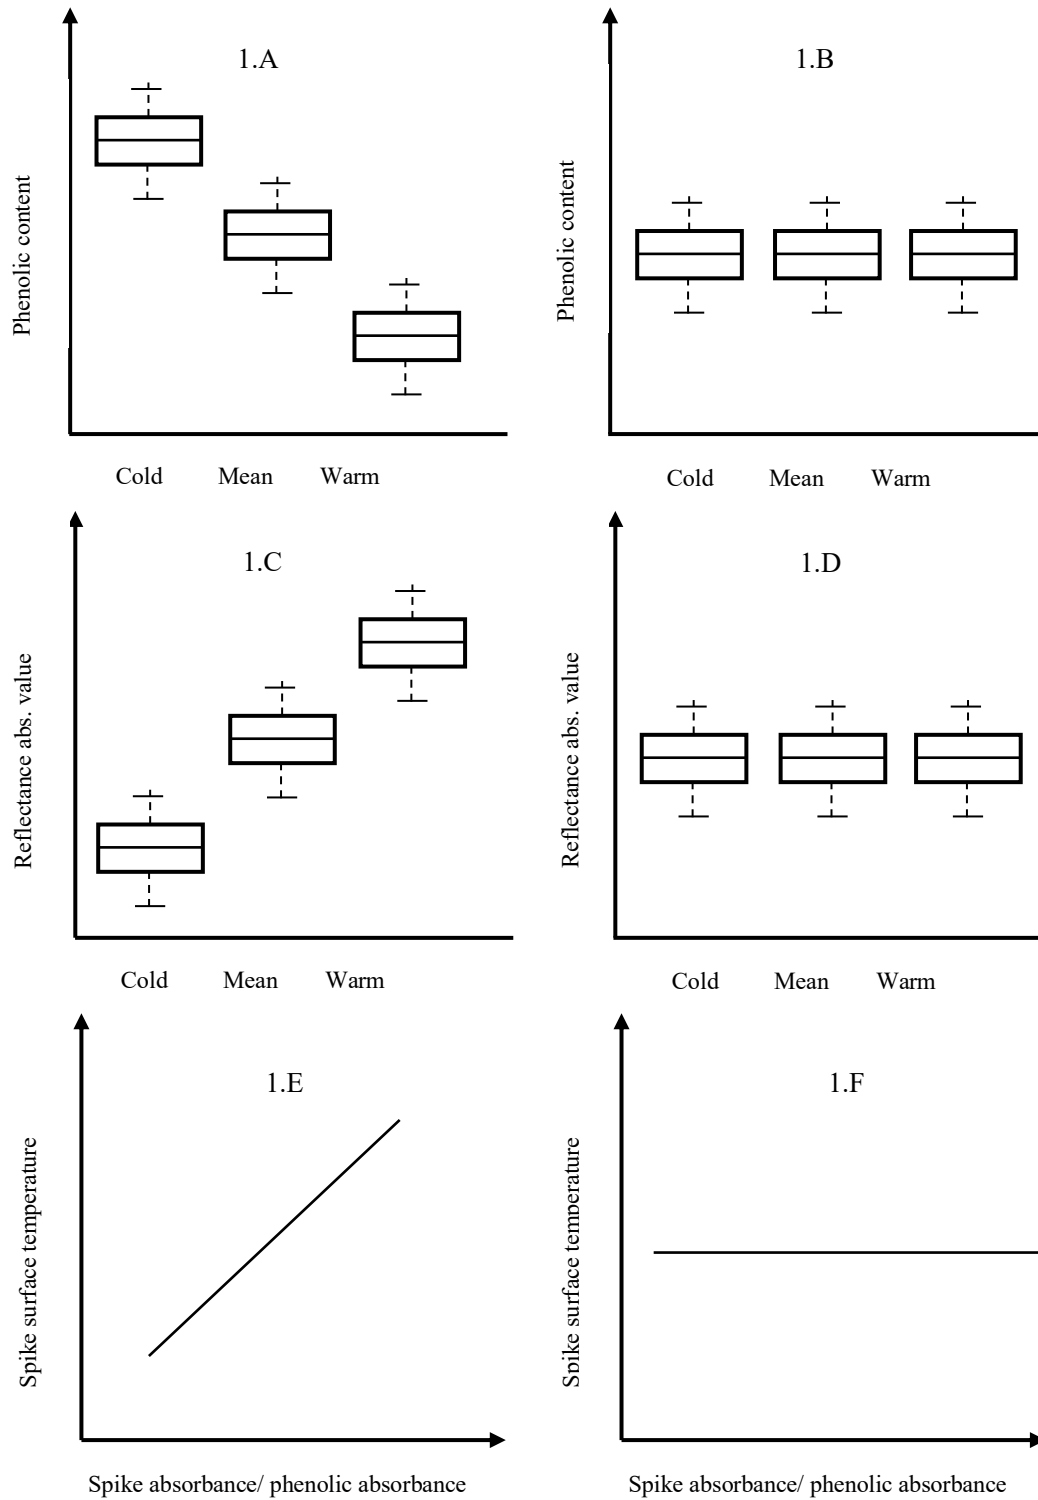 1.A
Phenolic content
Cold Mean Warm
1.B
Phenolic content
Cold Mean Warm
1.C
Reflectance abs. value
Cold Mean Warm
1.D
Reflectance abs. value
Cold Mean Warm
1.E
Spike surface temperature
Spike absorbance/ phenolic absorbance
1.F
Spike surface temperature
Spike absorbance/ phenolic absorbance